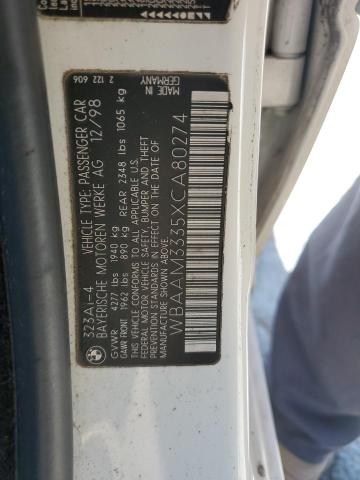 323Ai-4 VEHICLE TYPE: PASSENGER CAR
BAYERISCHE MOTOREN WERKE AG 12/98
GVWR 4277 lbs 1940 kg
GAWR FRONT 1962 lbs 890 kg REAR 2348 lbs 1065 kg
THIS VEHICLE CONFORMS TO ALL APPLICABLE U.S.
FEDERAL MOTOR VEHICLE SAFETY, BUMPER, AND
THEFT PREVENTION STANDARDS IN EFFECT ON THE
DATE OF MANUFACTURE SHOWN ABOVE.
WBAAM3335XCA80274
MADE IN
GERMANY
2 122 606